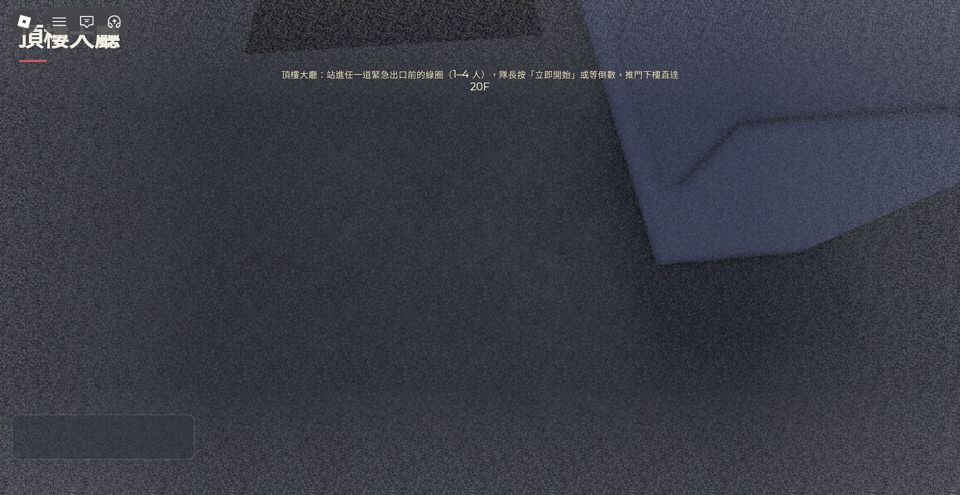 頂樓大廳
頂樓大廳：站進任一道緊急出口前的綠圈（1–4 人），隊長按「立即開始」或等倒數，推門下樓直達
20F